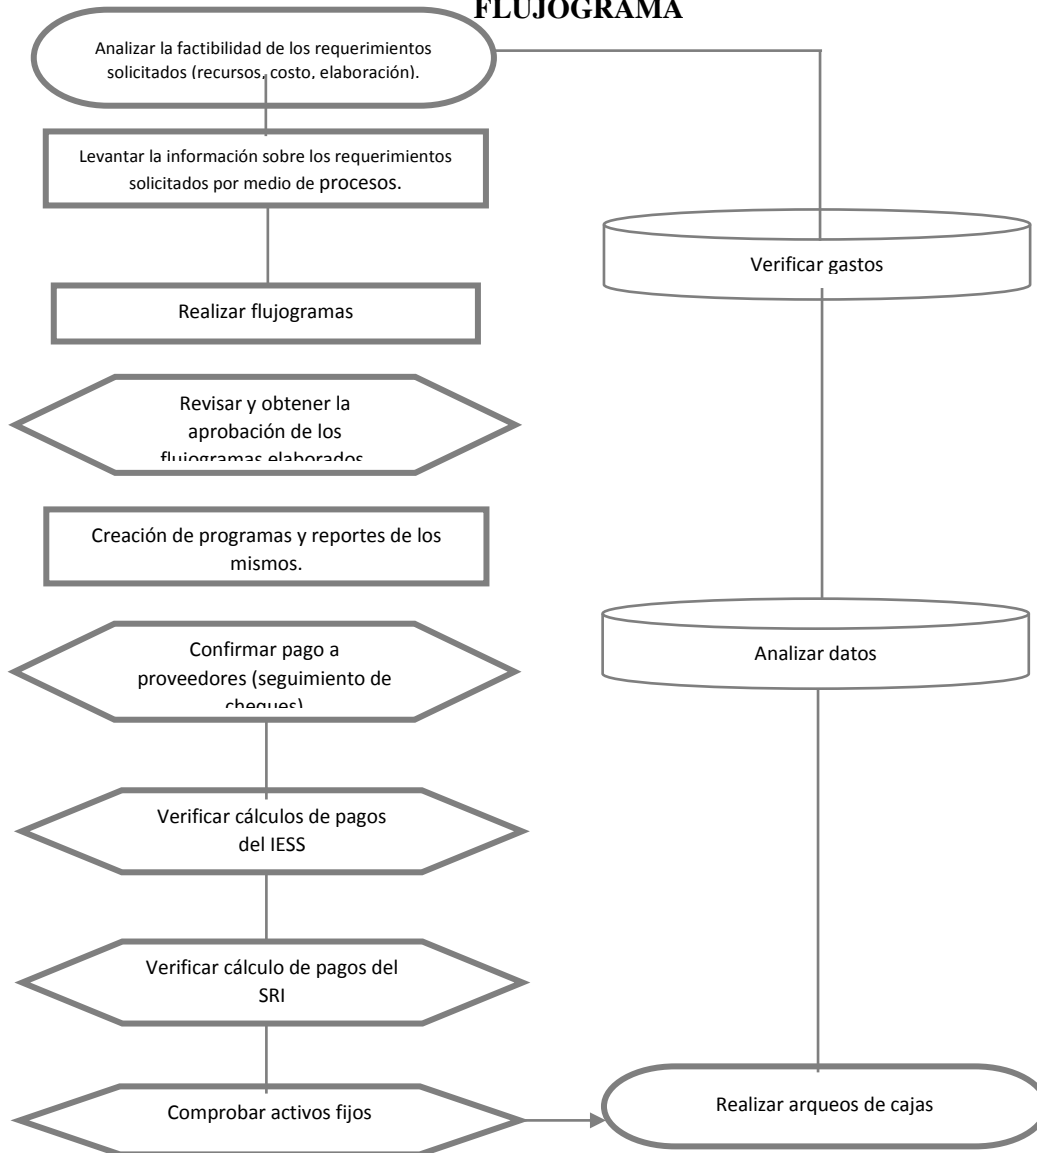 FLUJOGRAMA
Analizar la factibilidad de los requerimientos
solicitados (recursos, costo, elaboración).
Levantar la información sobre los requerimientos
solicitados por medio de procesos.
Realizar flujogramas
Revisar y obtener la
aprobación de los
flujogramas elaborados
Creación de programas y reportes de los
mismos.
Confirmar pago a
proveedores (seguimiento de
cheques)
Verificar cálculos de pagos
del IESS
Verificar cálculo de pagos del
SRI
Comprobar activos fijos
Verificar gastos
Analizar datos
Realizar arqueos de cajas